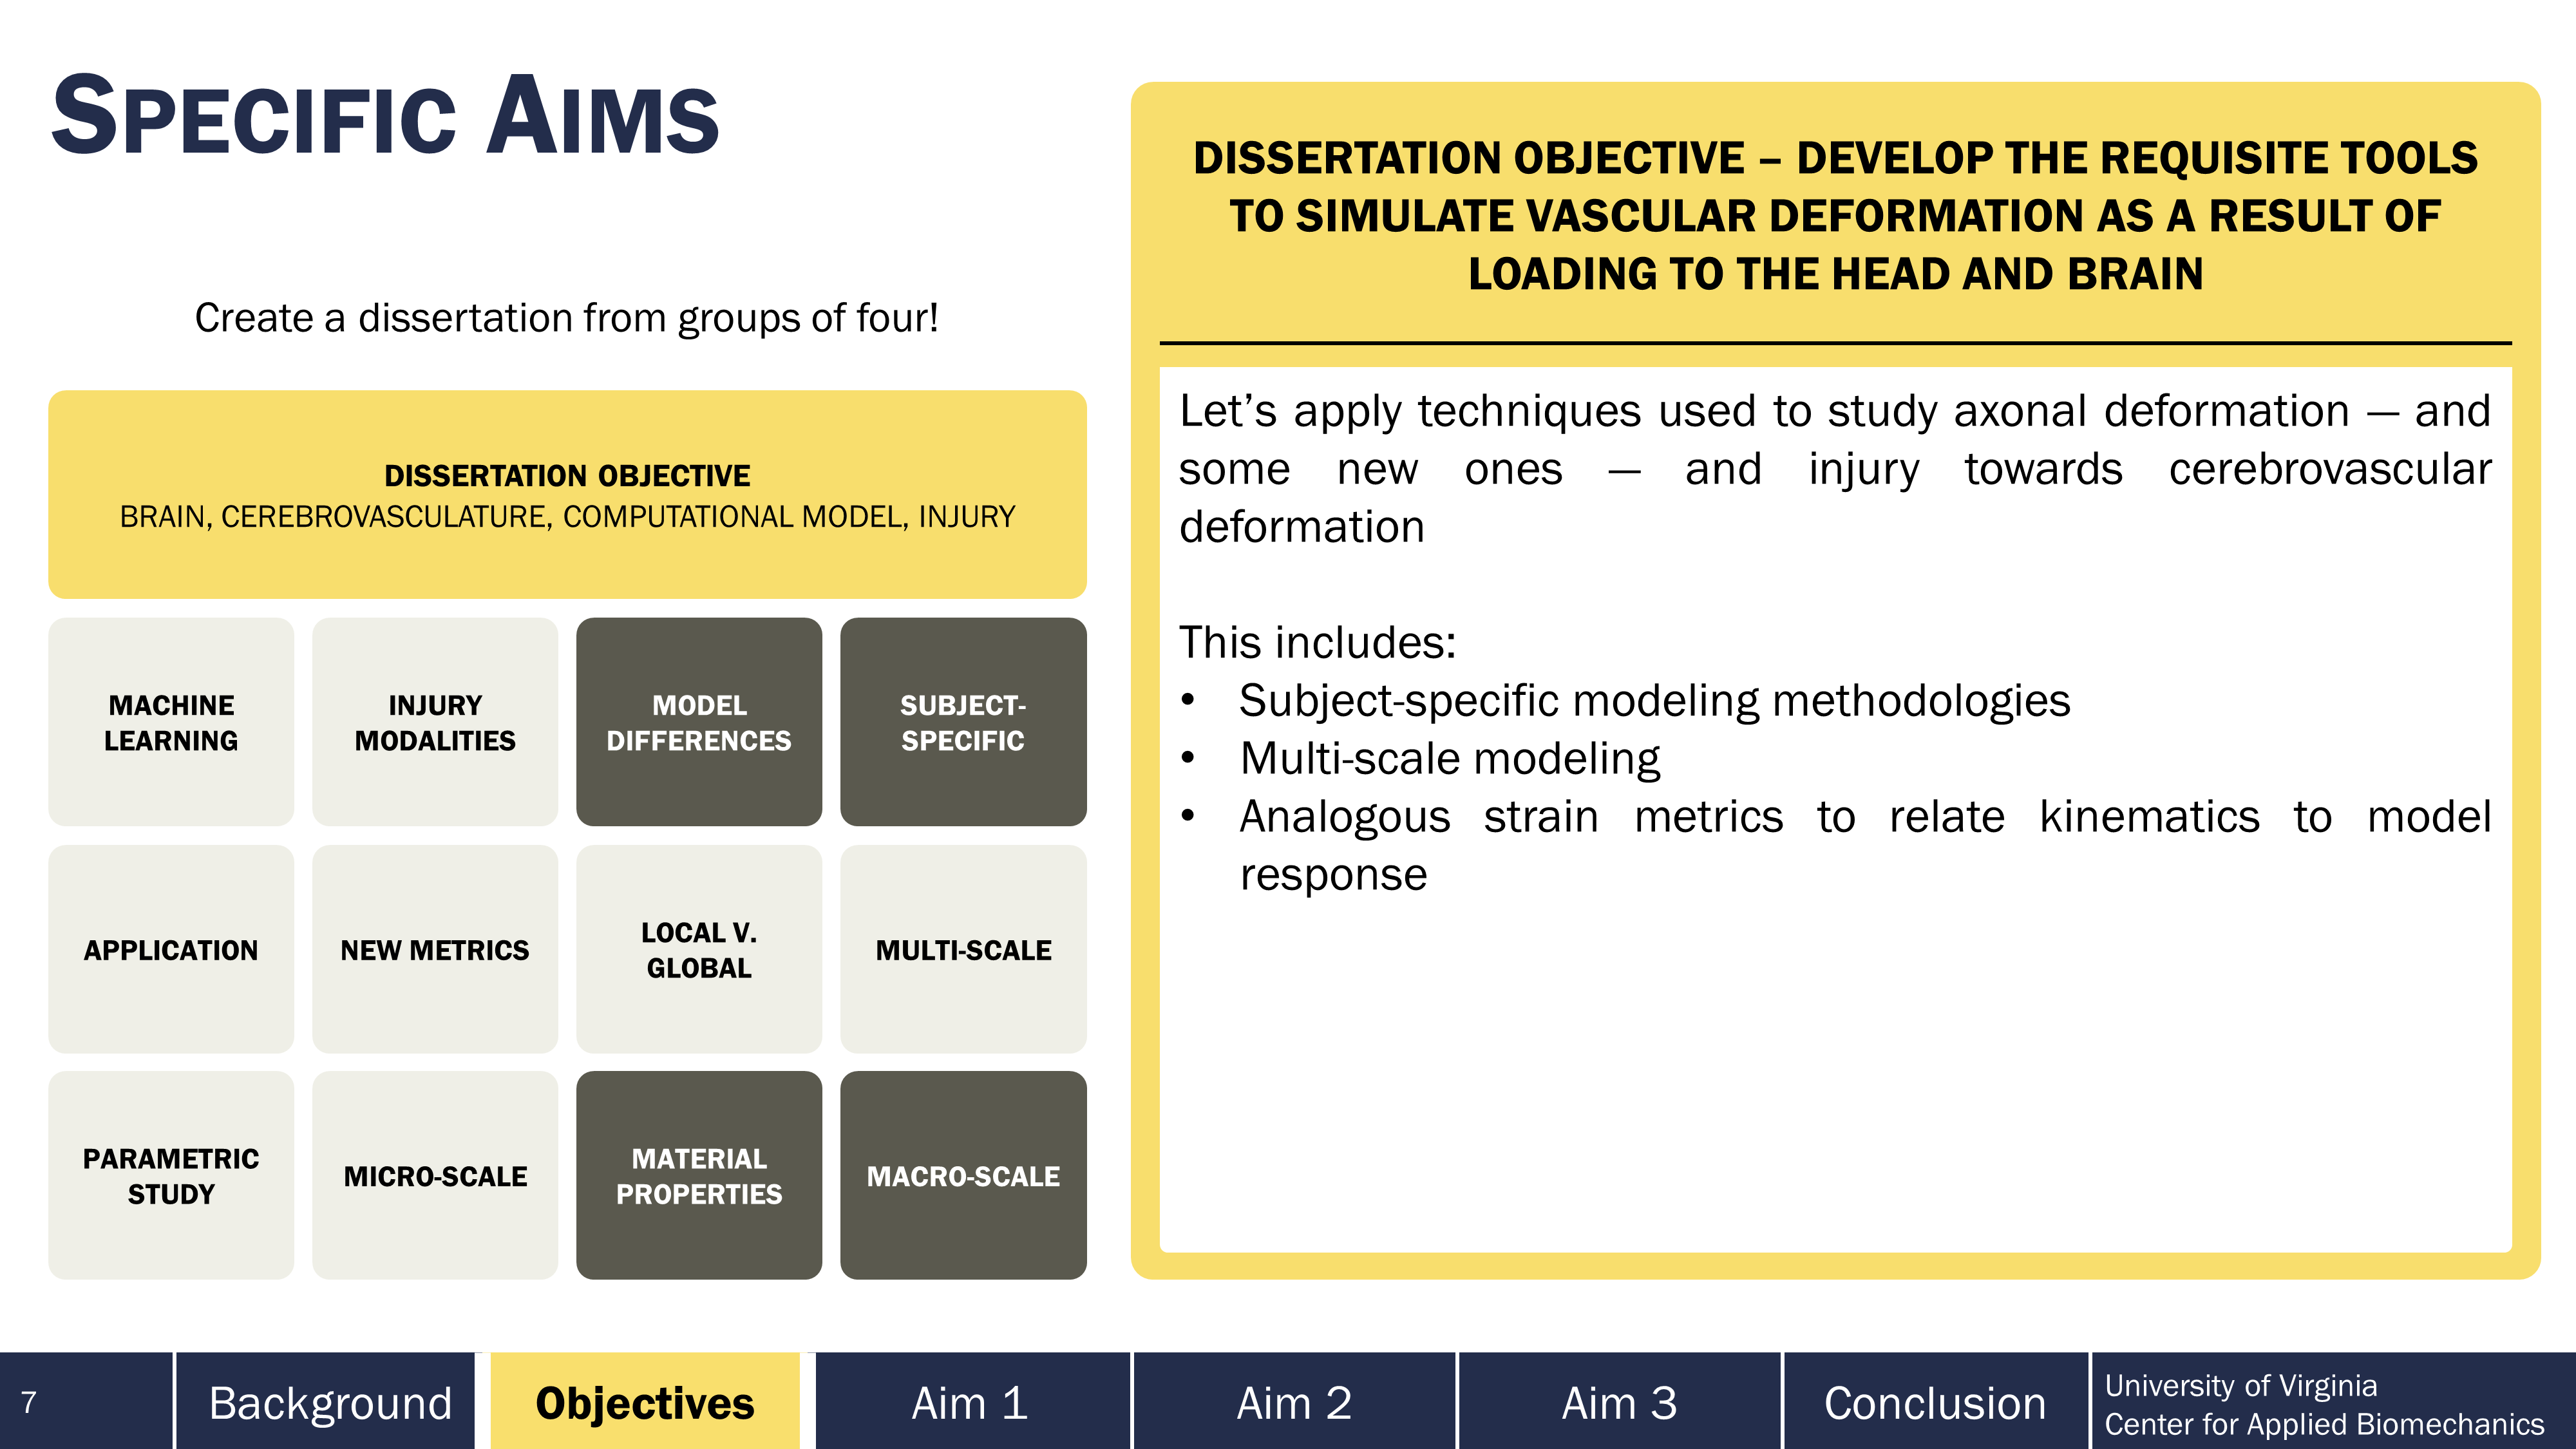 SPECIFIC AIMS
Create a dissertation from groups of four!
DISSERTATION OBJECTIVE
BRAIN, CEREBROVASCULATURE, COMPUTATIONAL MODEL, INJURY
MACHINE
LEARNING
INJURY
MODALITIES
MODEL
DIFFERENCES
SUBJECT-
SPECIFIC
APPLICATION
NEW METRICS
LOCAL V.
GLOBAL
MULTI-SCALE
PARAMETRIC
STUDY
MICRO-SCALE
MATERIAL
PROPERTIES
MACRO-SCALE
DISSERTATION OBJECTIVE – DEVELOP THE REQUISITE TOOLS
TO SIMULATE VASCULAR DEFORMATION AS A RESULT OF
LOADING TO THE HEAD AND BRAIN
Let’s apply techniques used to study axonal deformation — and
some new ones — and injury towards cerebrovascular
deformation
This includes:
• Subject-specific modeling methodologies
• Multi-scale modeling
• Analogous strain metrics to relate kinematics to model
response
7
Background
Objectives
Aim 1
Aim 2
Aim 3
Conclusion
University of Virginia
Center for Applied Biomechanics